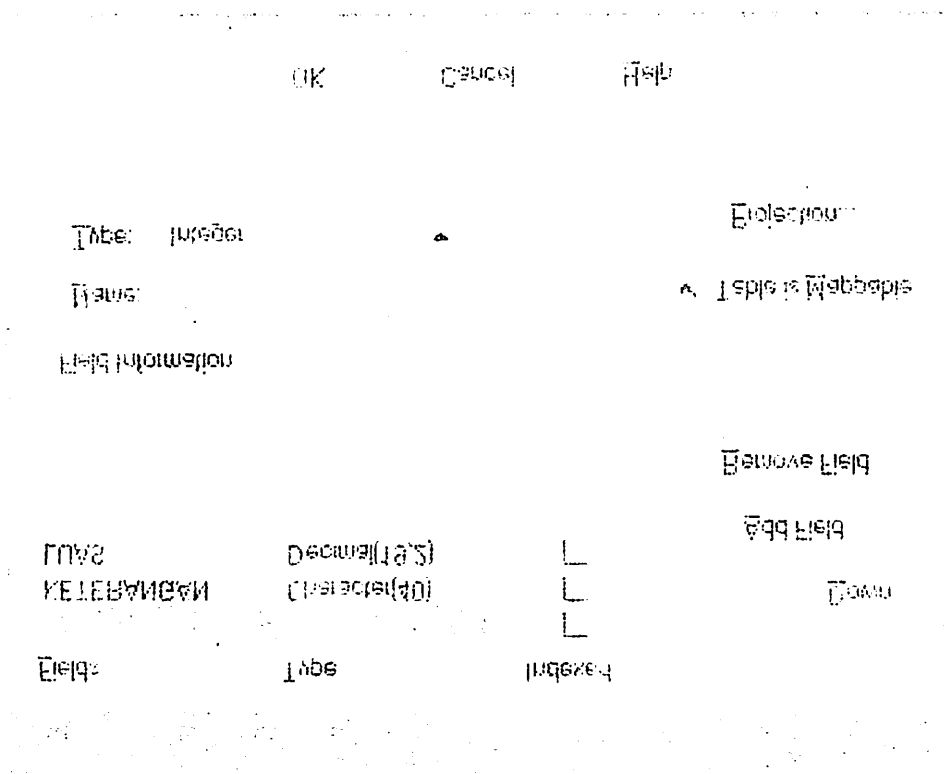 Fields Type Indexed
KETERANGAN Character(40) Down
LUAS Decimal(19,2)
Add Field
Remove Field
Field Information
Name: Table is Mappable
Type: Integer
Projection...
OK Cancel Help